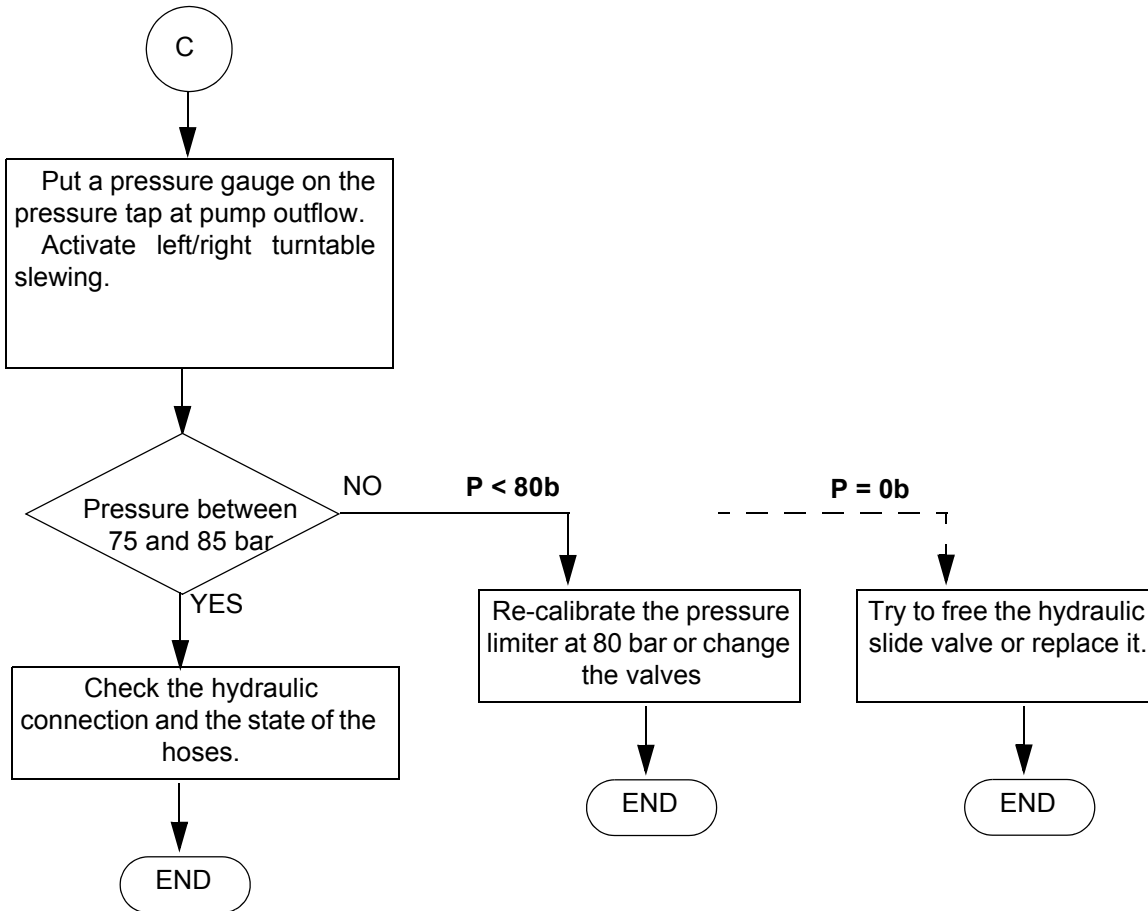 C
Put a pressure gauge on the
pressure tap at pump outflow.
Activate left/right turntable
slewing.
Pressure between
75 and 85 bar
NO
P < 80b
P = 0b
YES
Check the hydraulic
connection and the state of the
hoses.
Re-calibrate the pressure
limiter at 80 bar or change
the valves
Try to free the hydraulic
slide valve or replace it.
END
END
END